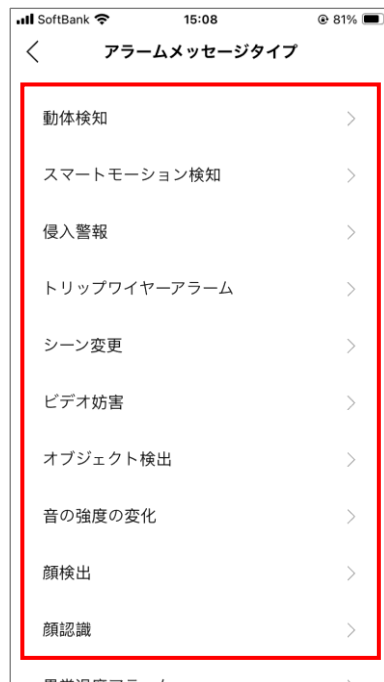 SoftBank 15:08 81%
アラームメッセージタイプ
動体検知
スマートモーション検知
侵入警報
トリップワイヤーアラーム
シーン変更
ビデオ妨害
オブジェクト検出
音の強度の変化
顔検出
顔認識